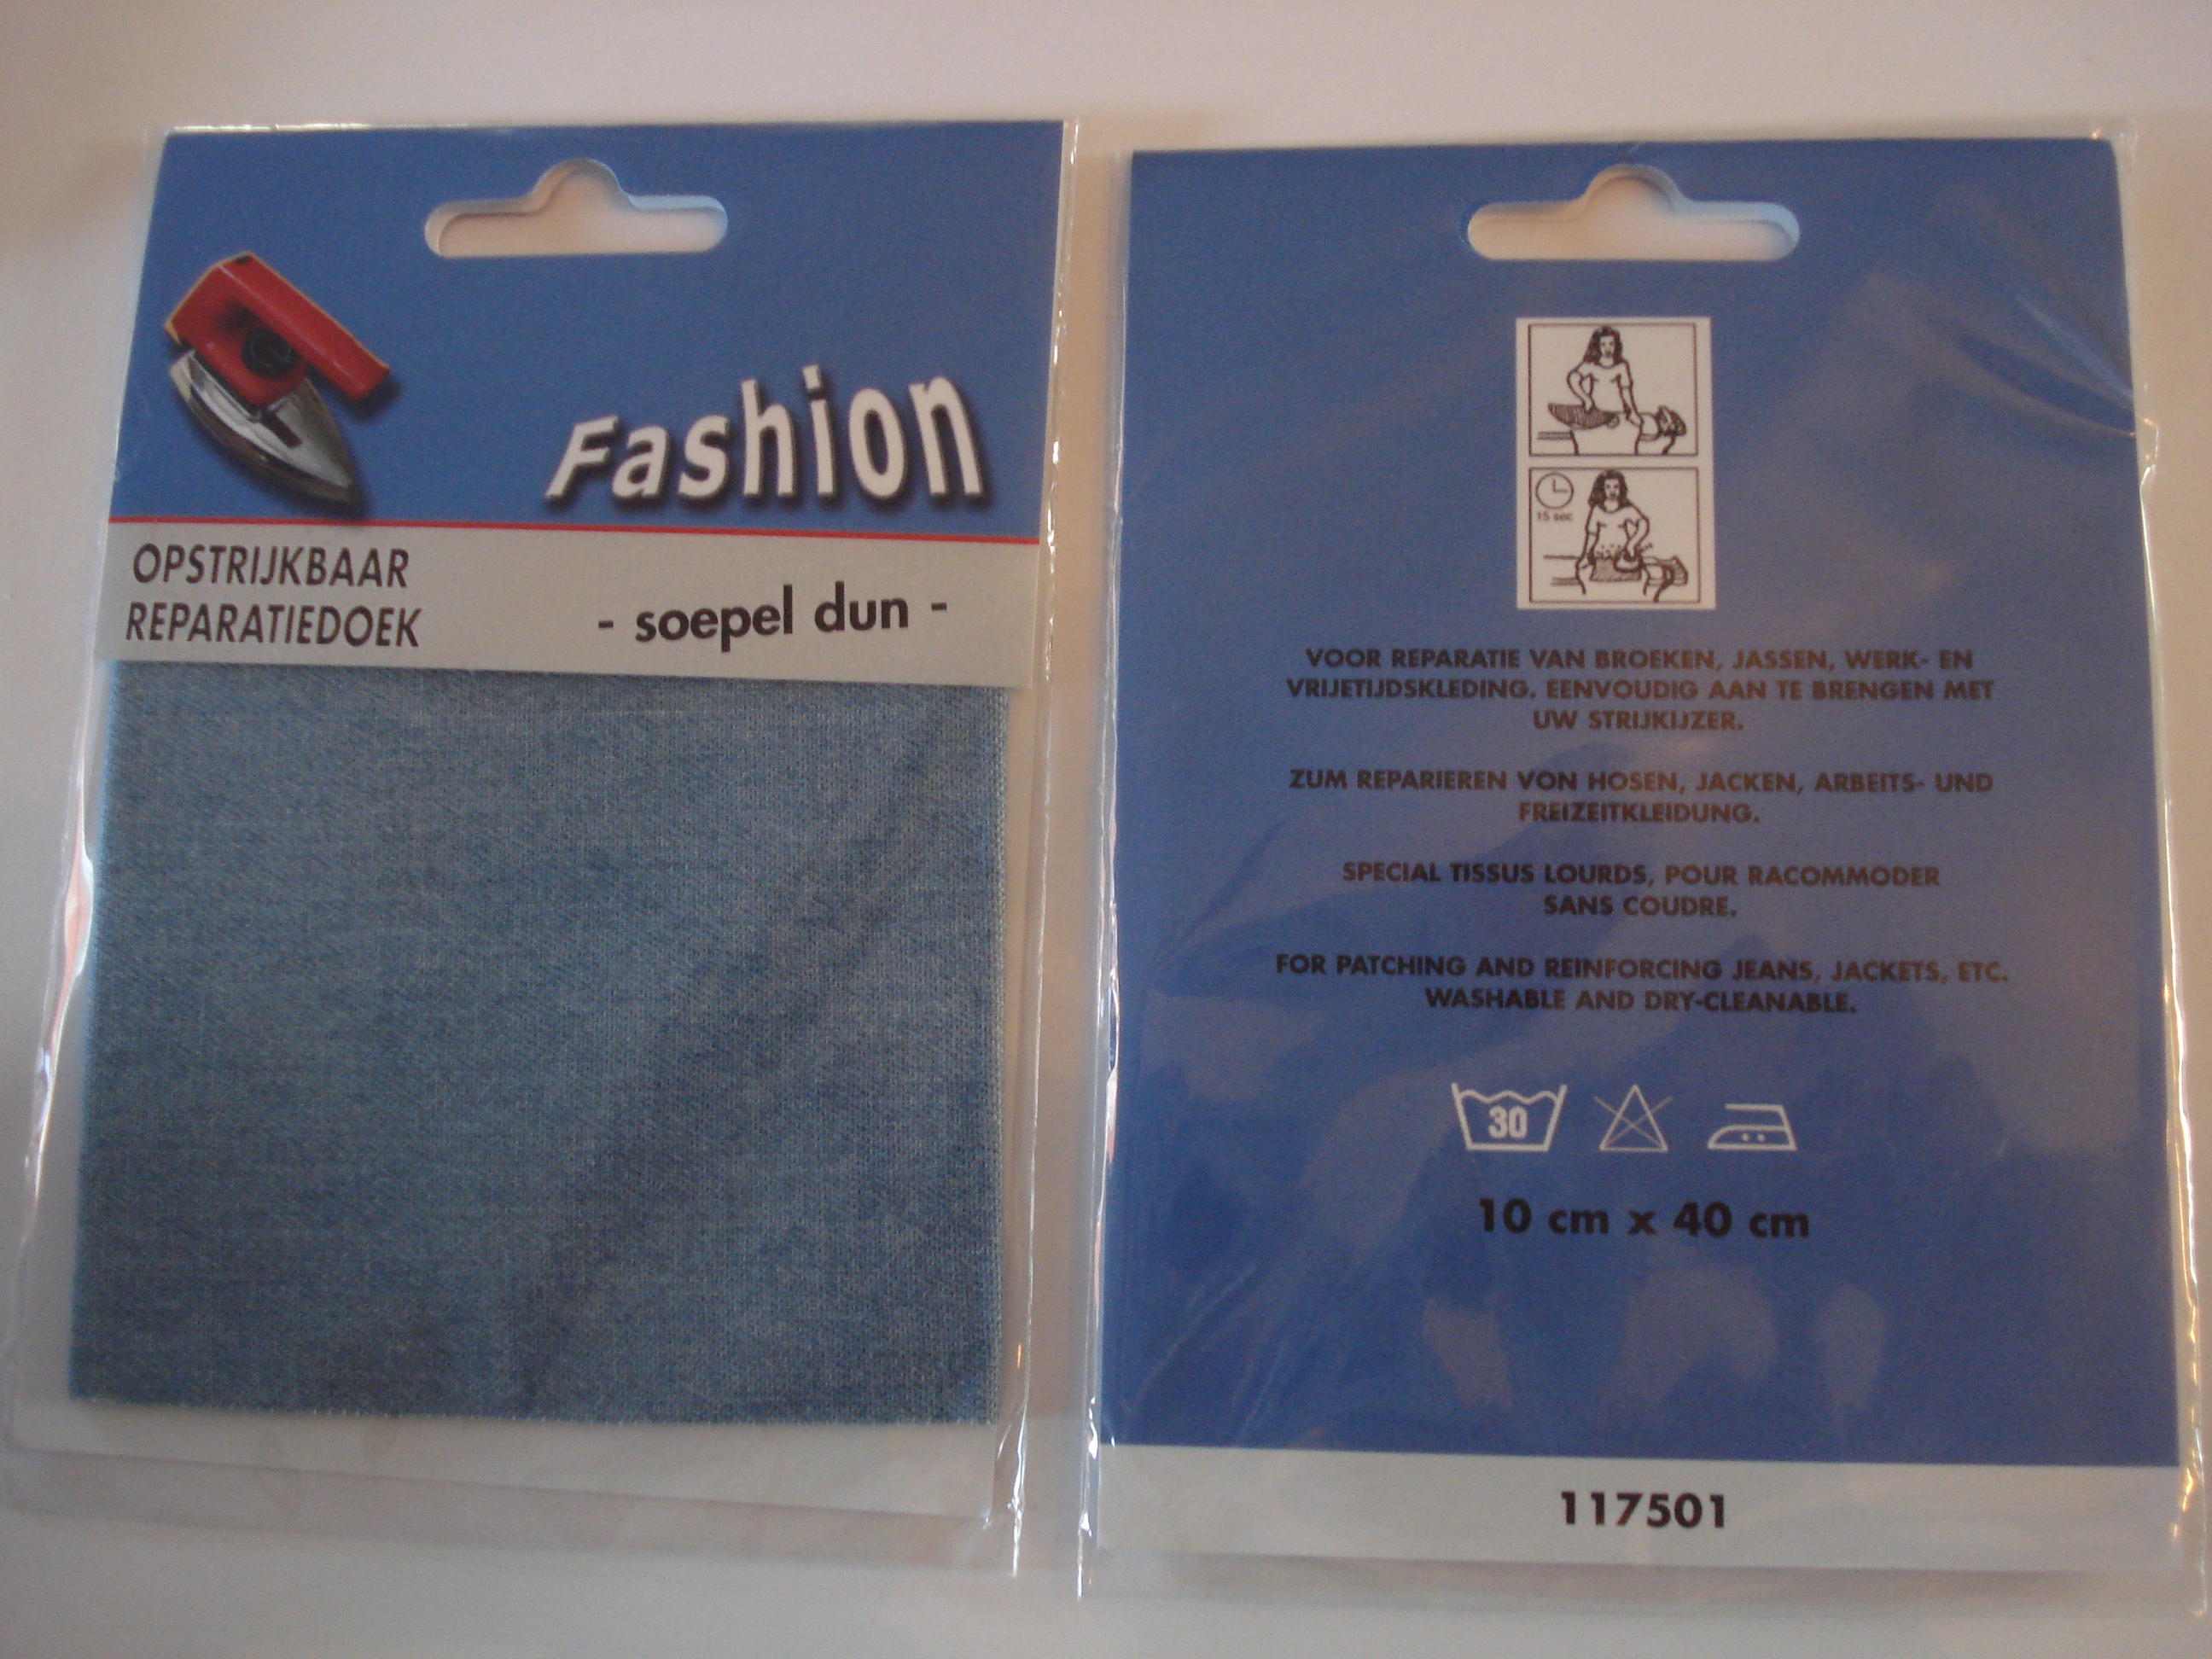 Fashion
OPSTRIJKBAAR
REPARATIEDOEK
- soepel dun -
15 sec
VOOR REPARATIE VAN BROEKEN, JASSEN, WERK- EN
VRIJETIJDSKLEDING. EENVOUDIG AAN TE BRENGEN MET
UW STRIJKIJZER.
ZUM REPARIEREN VON HOSEN, JACKEN, ARBEITS- UND
FREIZEITKLEIDUNG.
SPECIAL TISSUS LOURDS, POUR RACOMMODER
SANS COUDRE.
FOR PATCHING AND REINFORCING JEANS, JACKETS, ETC.
WASHABLE AND DRY-CLEANABLE.
30
10 cm x 40 cm
117501